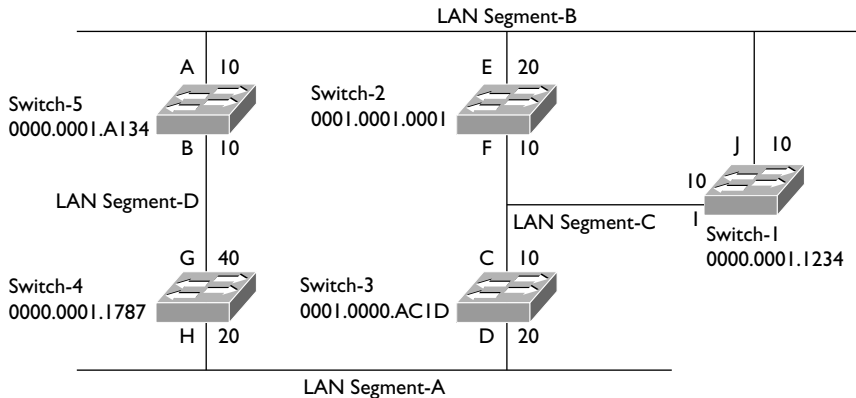 LAN Segment-B
A 10
E 20
Switch-5
0000.0001.A134
Switch-2
0001.0001.0001
B 10
F 10
J 10
10
I
LAN Segment-D
LAN Segment-C
Switch-1
0000.0001.1234
G 40
C 10
Switch-4
0000.0001.1787
Switch-3
0001.0000.AC1D
H 20
D 20
LAN Segment-A